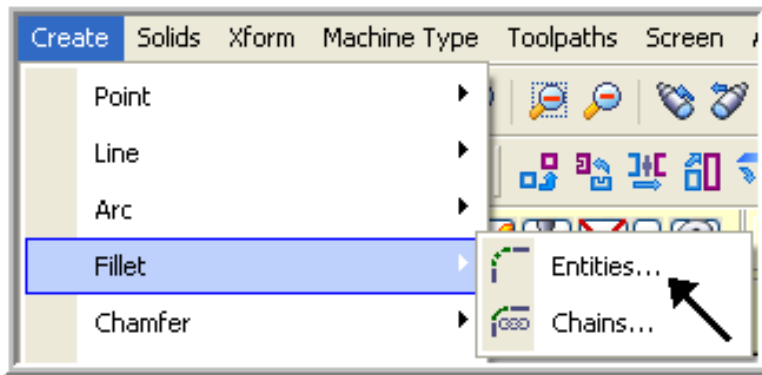 Create Solids Xform Machine Type Toolpaths Screen
Point
Line
Arc
Fillet
Entities...
Chamfer
Chains...